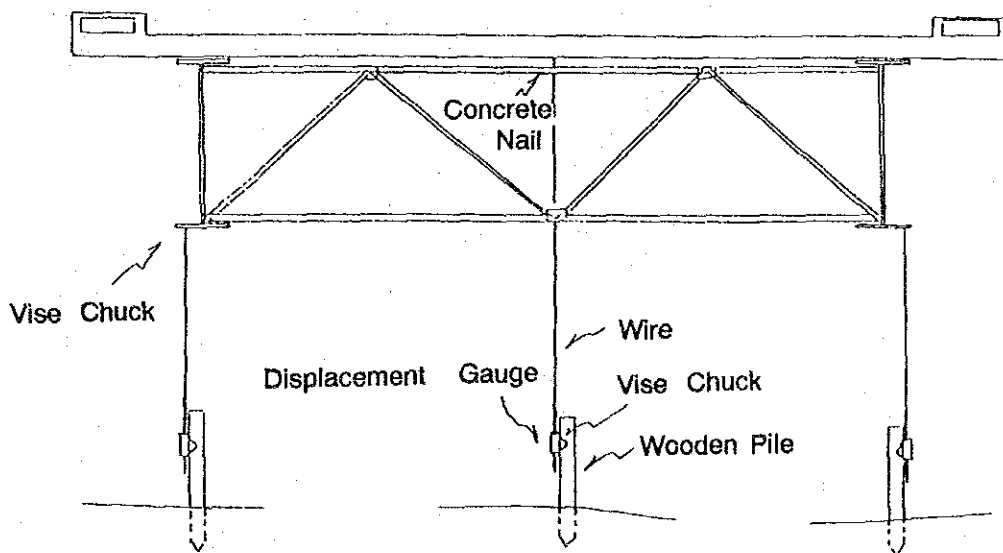 Concrete
Nail
Vise Chuck
Wire
Displacement Gauge
Vise Chuck
Wooden Pile